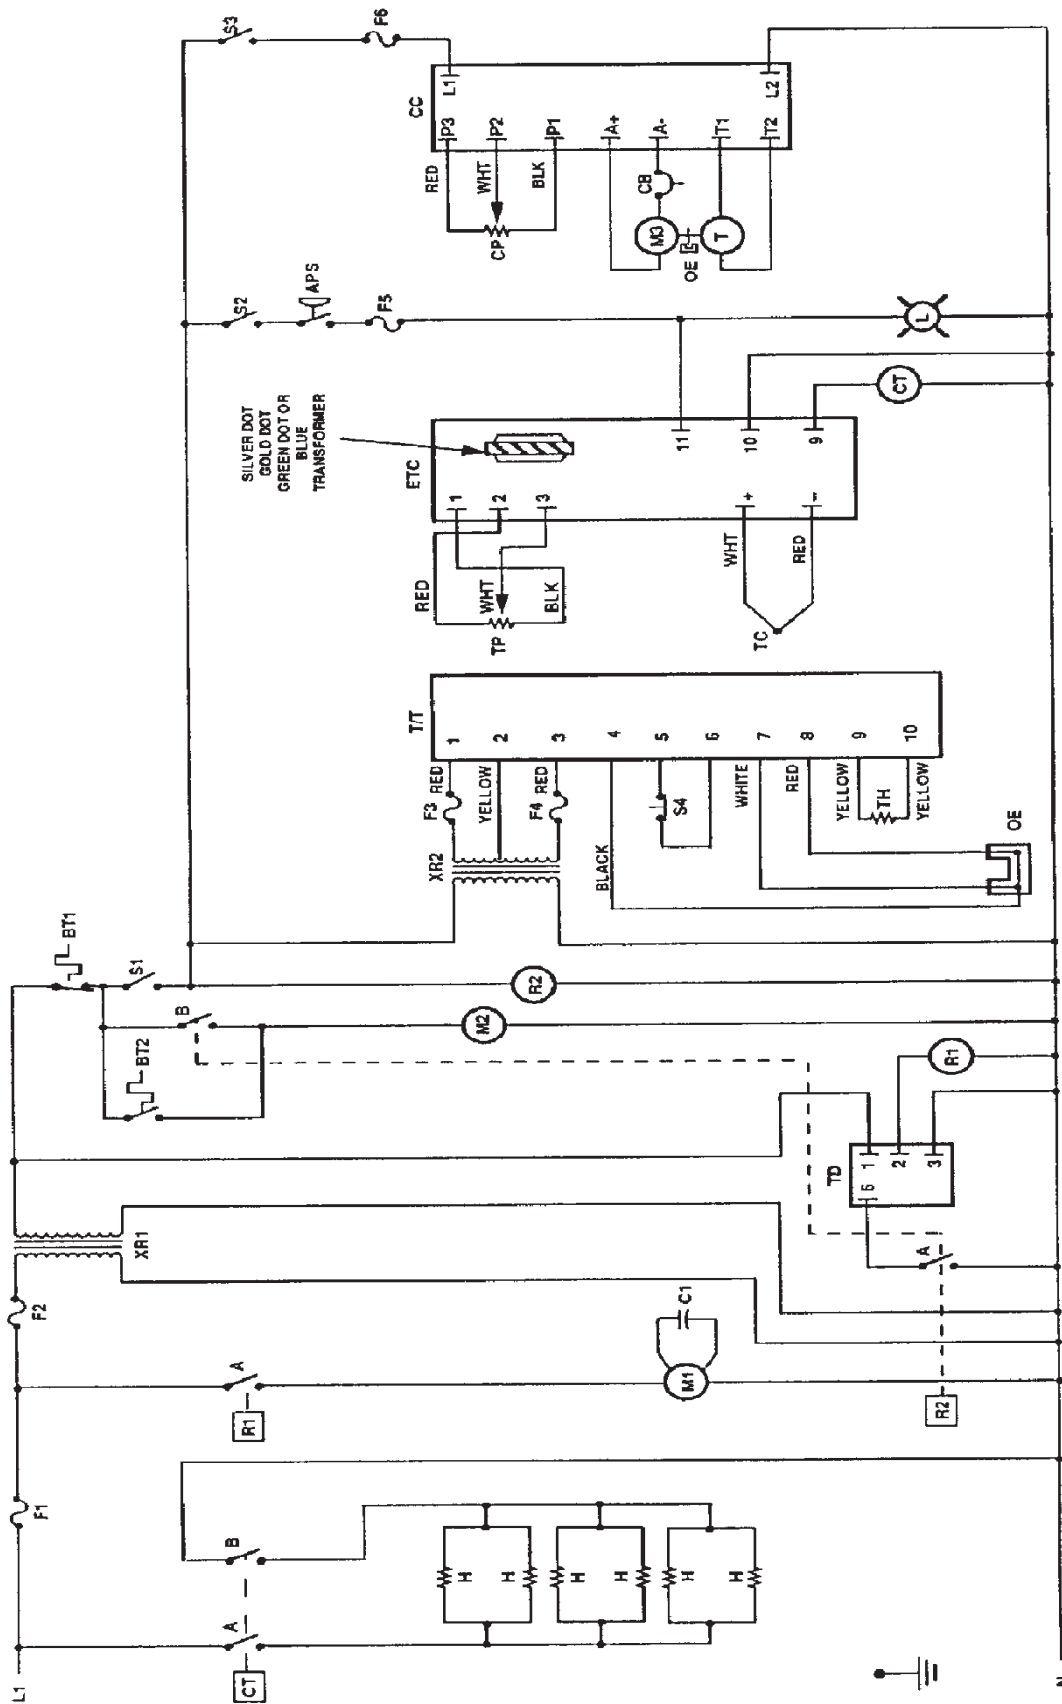 L1
F1
F2
CT
A
B
H
H
H
H
H
H
R1
A
M1
C1
XR1
R2
A
TD
6
1
2
3
R1
BT2
B
M2
BT1
S1
R2
XR2
F3
RED
YELLOW
F4
RED
BLACK
S4
WHITE
RED
YELLOW
TH
YELLOW
OE
T/T
1
2
3
4
5
6
7
8
9
10
TP
RED
WHT
BLK
TC
WHT
RED
ETC
1
2
3
+
-
11
10
9
SILVER DOT
GOLD DOT
GREEN DOT OR
BLUE
TRANSFORMER
CT
S2
APS
F5
L
CP
RED
WHT
BLK
OE
M3
T
CB
CC
P3
P2
P1
A+
A-
T1
T2
L1
L2
S3
F6